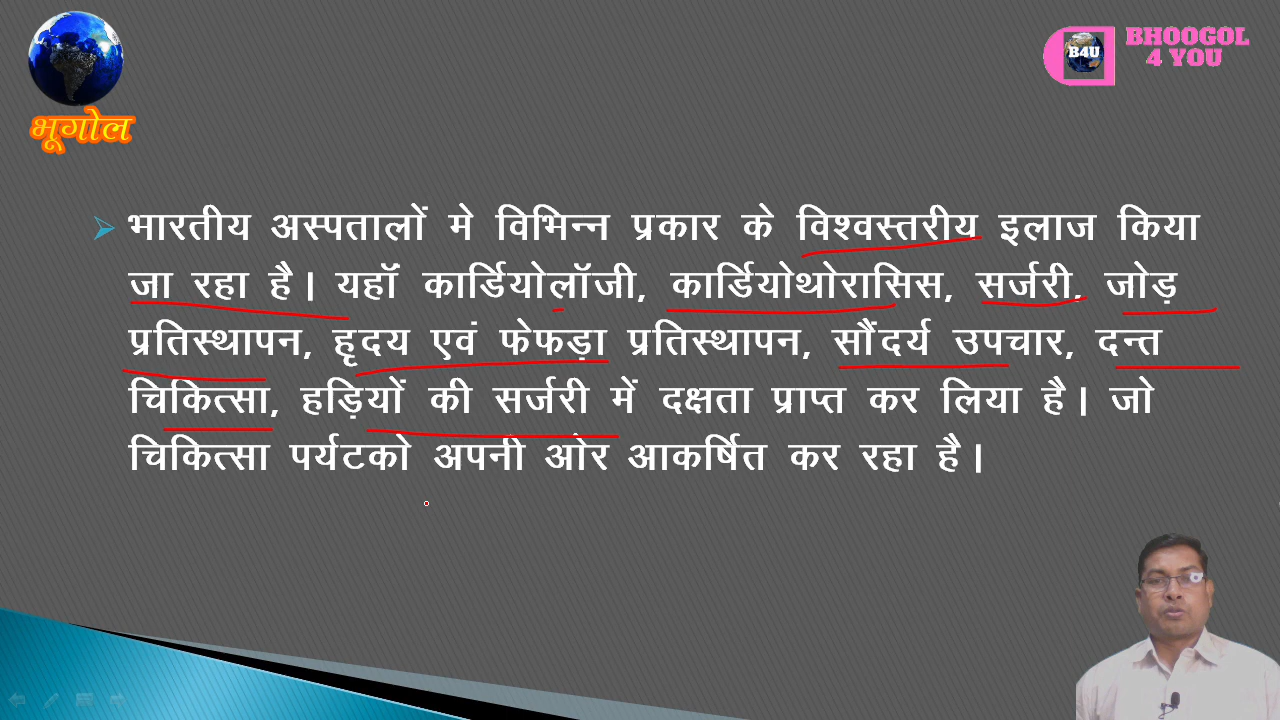 भूगोल
B4U
BHOOGOL
4 YOU
भारतीय अस्पतालों मे विभिन्न प्रकार के विश्वस्तरीय इलाज किया
जा रहा है। यहाॅं कार्डियोलॉजी, कार्डियोथोरासिस, सर्जरी, जोड़
प्रतिस्थापन, हृदय एवं फेफड़ा प्रतिस्थापन, सौंदर्य उपचार, दन्त
चिकित्सा, हड़ियों की सर्जरी में दक्षता प्राप्त कर लिया है। जो
चिकित्सा पर्यटको अपनी ओर आकर्षित कर रहा है।